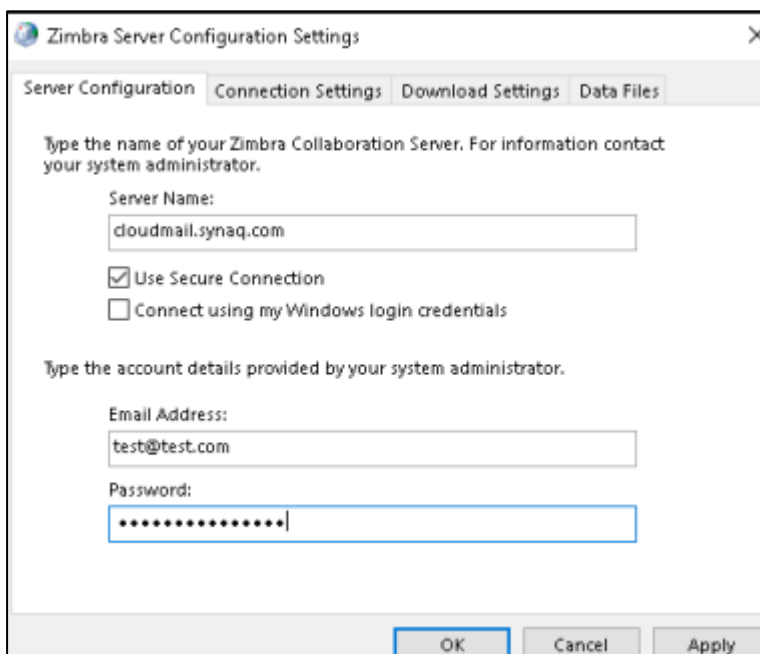 Zimbra Server Configuration Settings
Server Configuration Connection Settings Download Settings Data Files
Type the name of your Zimbra Collaboration Server. For information contact
your system administrator.
Server Name:
cloudmail.synaq.com
Use Secure Connection
Connect using my Windows login credentials
Type the account details provided by your system administrator.
Email Address:
test@test.com
Password:
•••••••••••••••
OK Cancel Apply